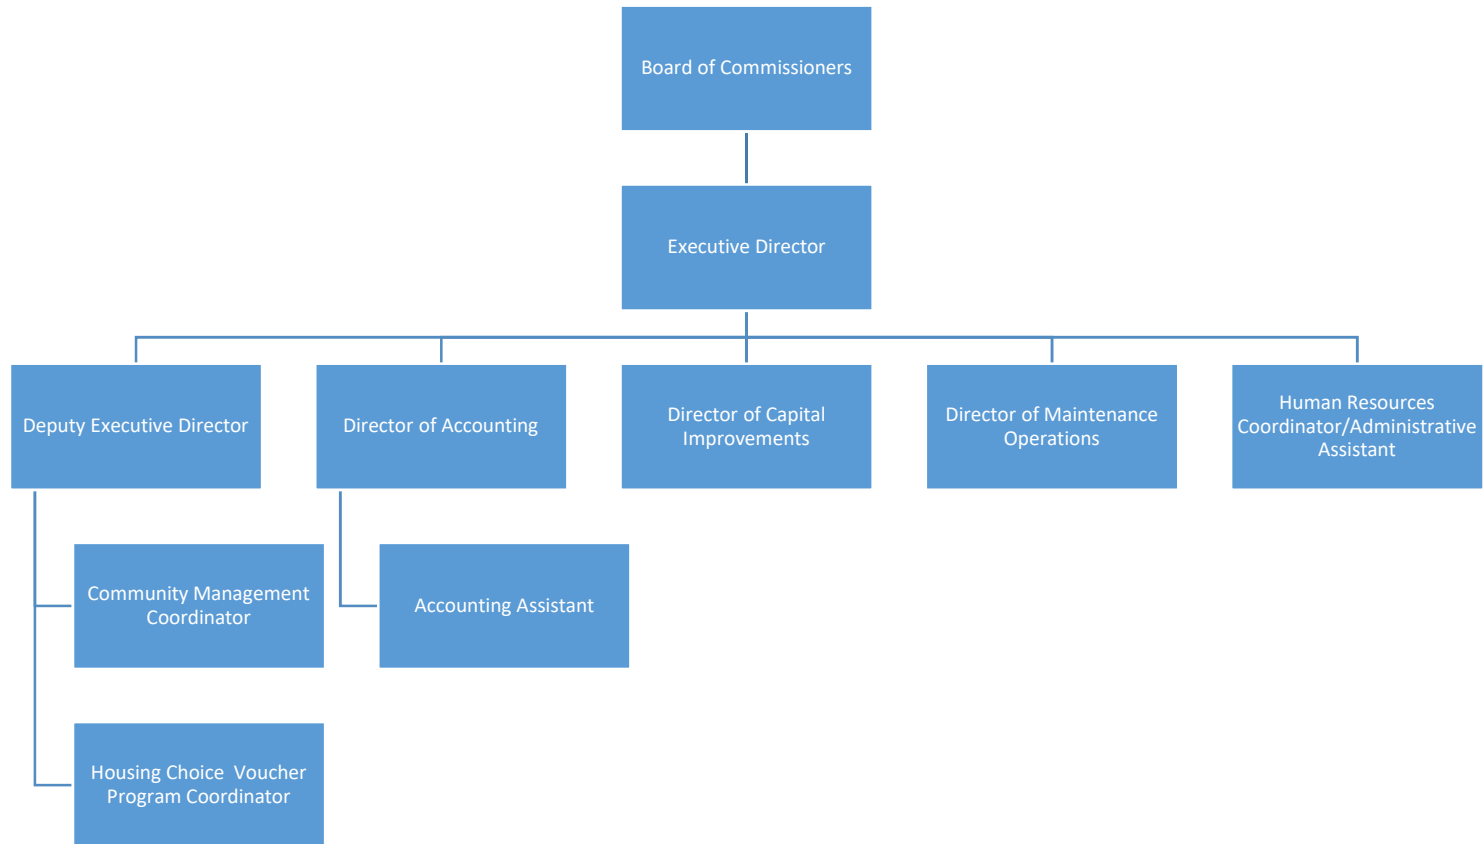 Board of Commissioners
Executive Director
Deputy Executive Director
Director of Accounting
Director of Capital
Improvements
Director of Maintenance
Operations
Human Resources
Coordinator/Administrative
Assistant
Community Management
Coordinator
Accounting Assistant
Housing Choice  Voucher
Program Coordinator